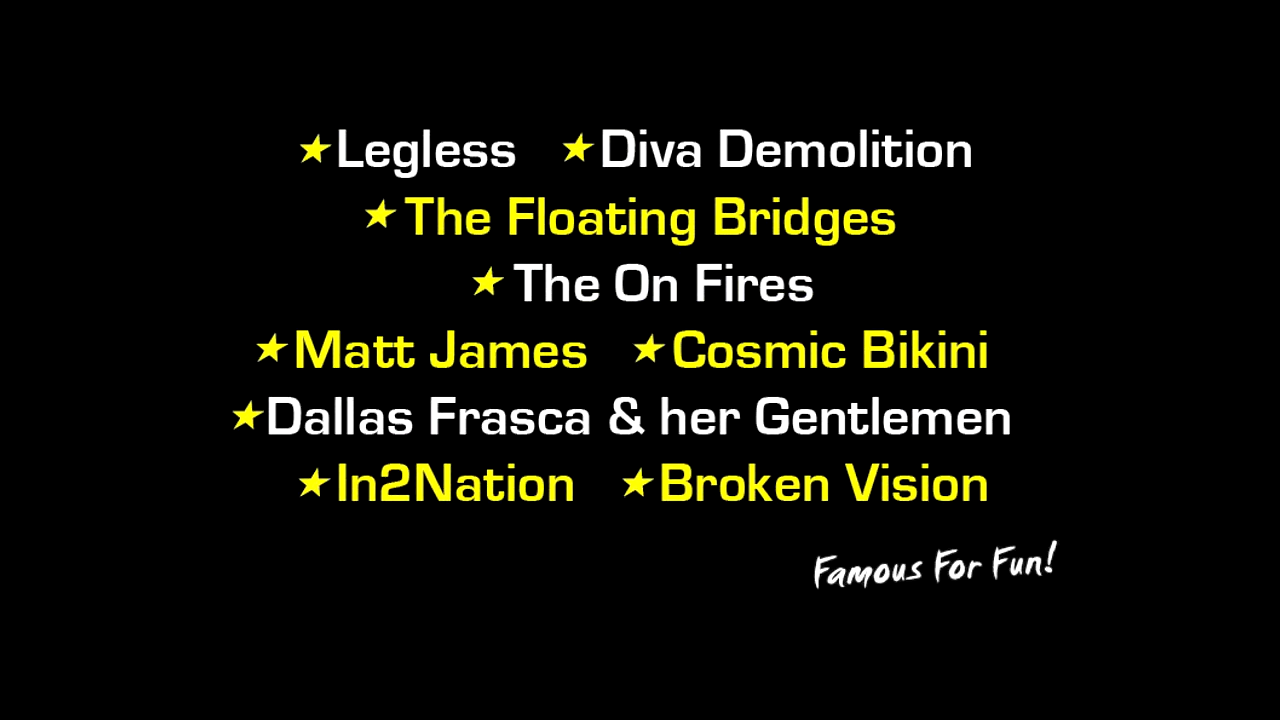 ★Legless ★Diva Demolition
★The Floating Bridges
★The On Fires
★Matt James ★Cosmic Bikini
★Dallas Frasca & her Gentlemen
★In2Nation ★Broken Vision
Famous For Fun!